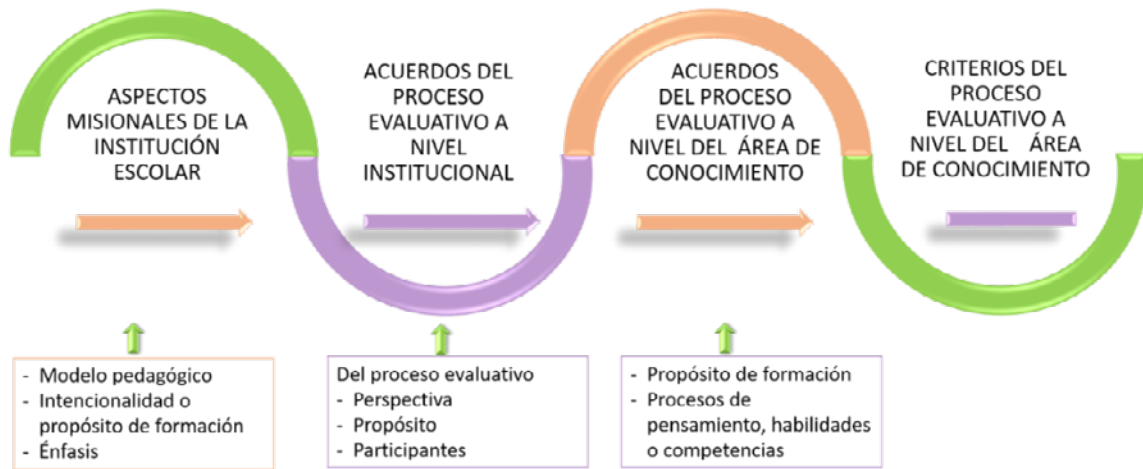 ASPECTOS
MISIONALES DE LA
INSTITUCIÓN
ESCOLAR
ACUERDOS DEL
PROCESO
EVALUATIVO A
NIVEL
INSTITUCIONAL
ACUERDOS
DEL PROCESO
EVALUATIVO A
NIVEL DEL ÁREA DE
CONOCIMIENTO
CRITERIOS DEL
PROCESO
EVALUATIVO A
NIVEL DEL ÁREA
DE CONOCIMIENTO
- Modelo pedagógico
- Intencionalidad o
propósito de formación
- Énfasis
Del proceso evaluativo
- Perspectiva
- Propósito
- Participantes
- Propósito de formación
- Procesos de
pensamiento, habilidades
o competencias